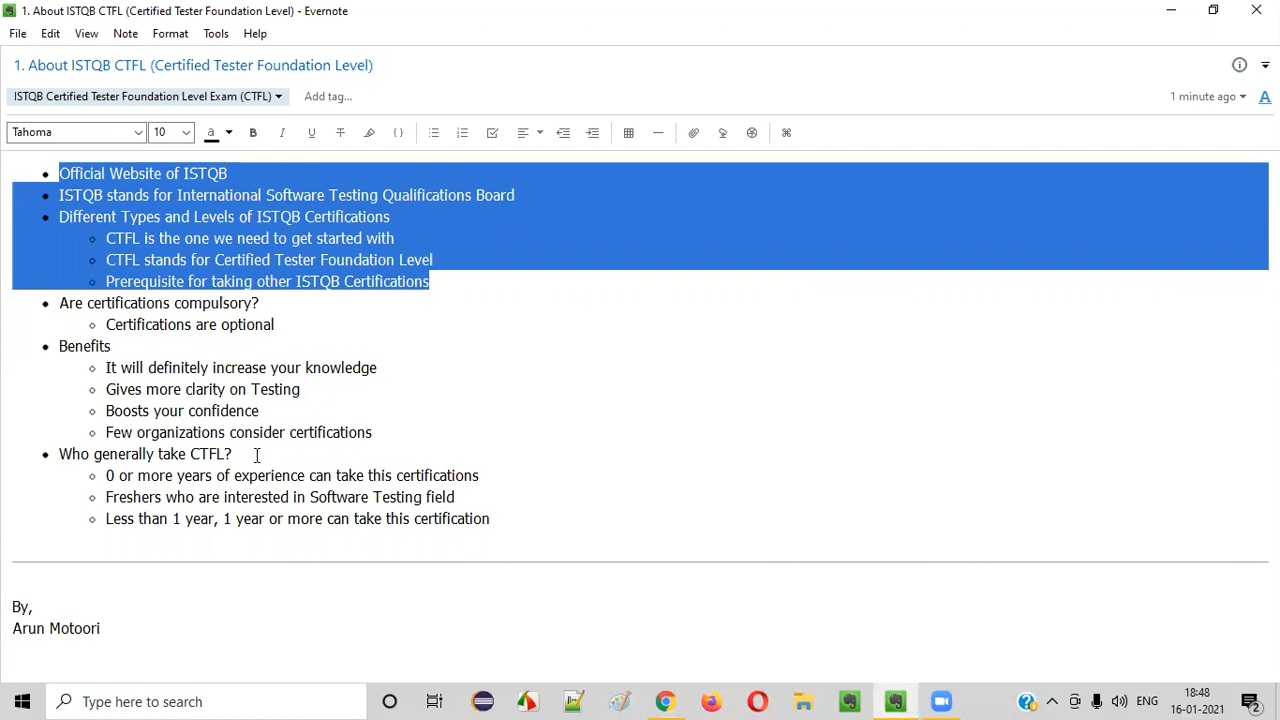 1. About ISTQB CTFL (Certified Tester Foundation Level) - Evernote
File Edit View Note Format Tools Help
1. About ISTQB CTFL (Certified Tester Foundation Level)
ISTQB Certified Tester Foundation Level Exam (CTFL) Add tag... 1 minute ago
Tahoma 10 a B I U T
Official Website of ISTQB
ISTQB stands for International Software Testing Qualifications Board
Different Types and Levels of ISTQB Certifications
CTFL is the one we need to get started with
CTFL stands for Certified Tester Foundation Level
Prerequisite for taking other ISTQB Certifications
Are certifications compulsory?
Certifications are optional
Benefits
It will definitely increase your knowledge
Gives more clarity on Testing
Boosts your confidence
Few organizations consider certifications
Who generally take CTFL?
0 or more years of experience can take this certifications
Freshers who are interested in Software Testing field
Less than 1 year, 1 year or more can take this certification
By,
Arun Motoori
Type here to search ENG 18:48
16-01-2021 2